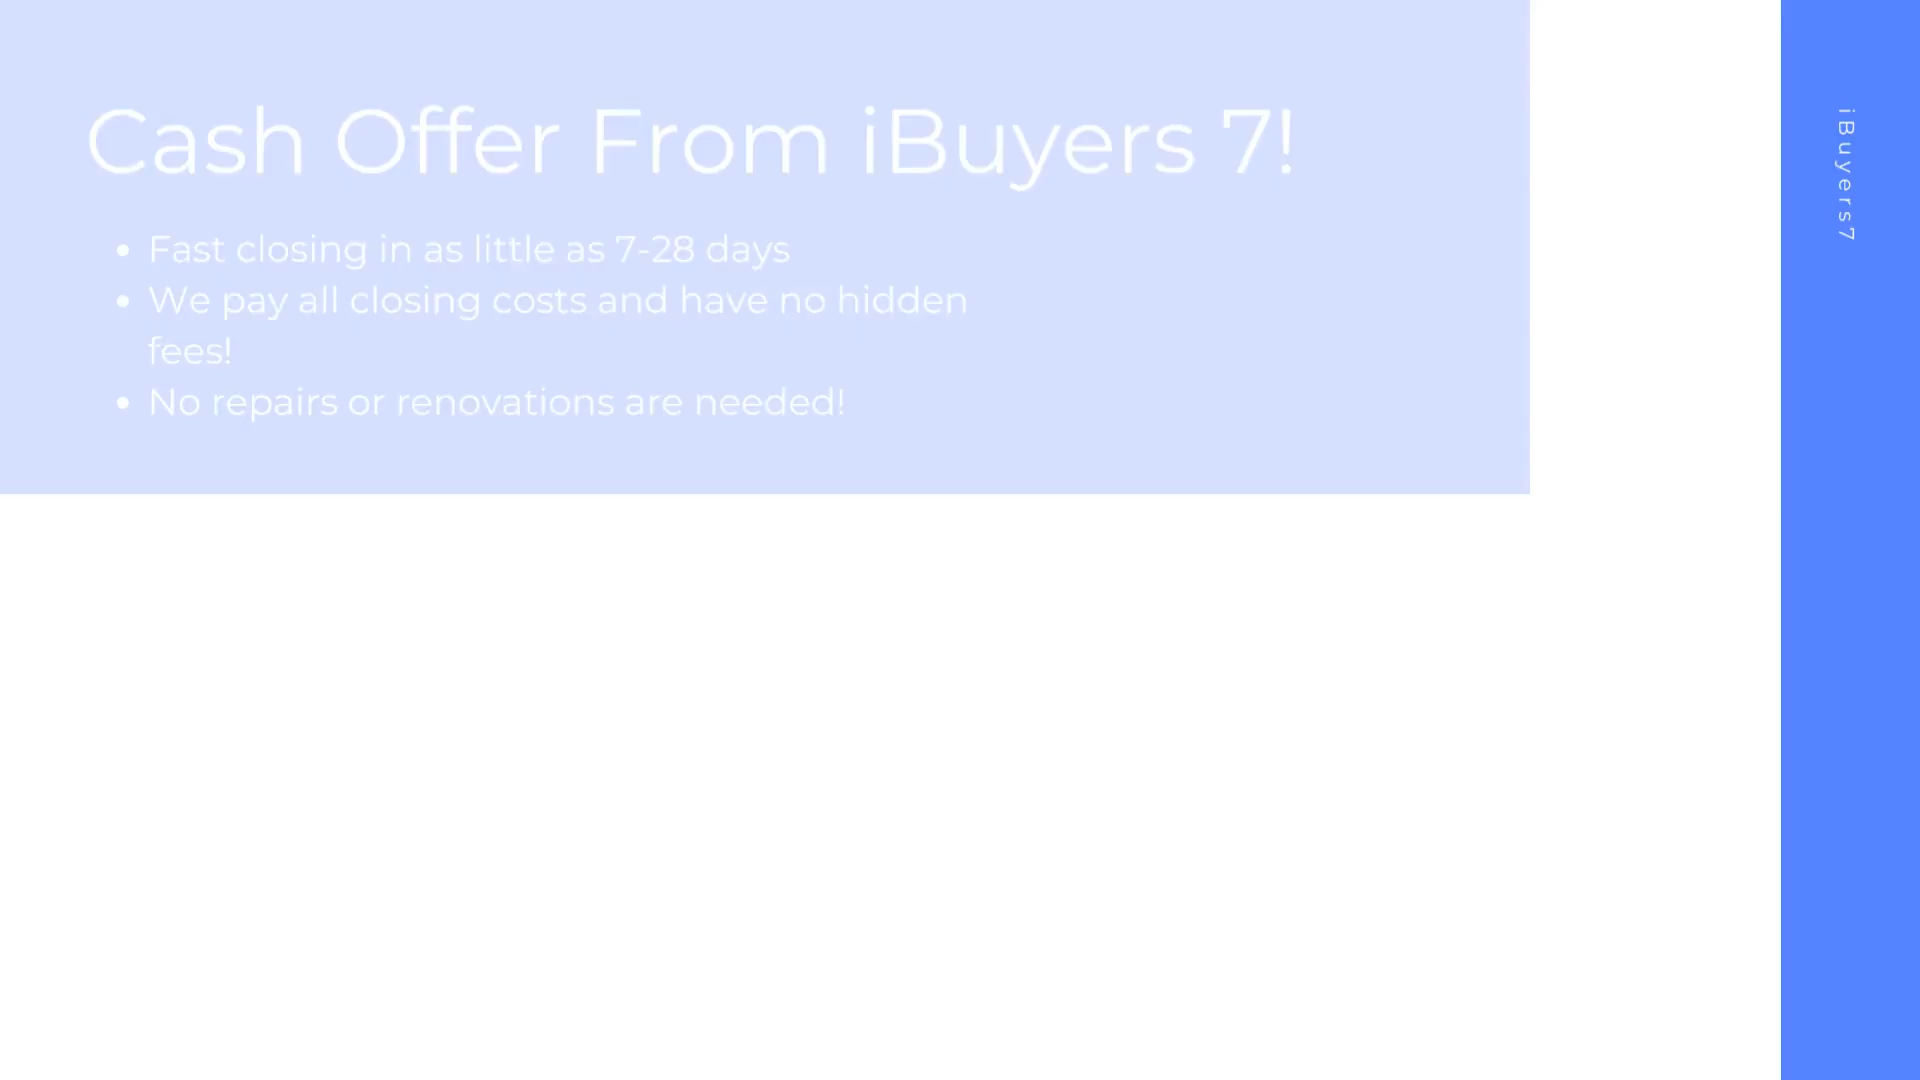 Cash Offer From iBuyers 7!
• Fast closing in as little as 7-28 days
• We pay all closing costs and have no hidden
fees!
• No repairs or renovations are needed!
iBuyers7